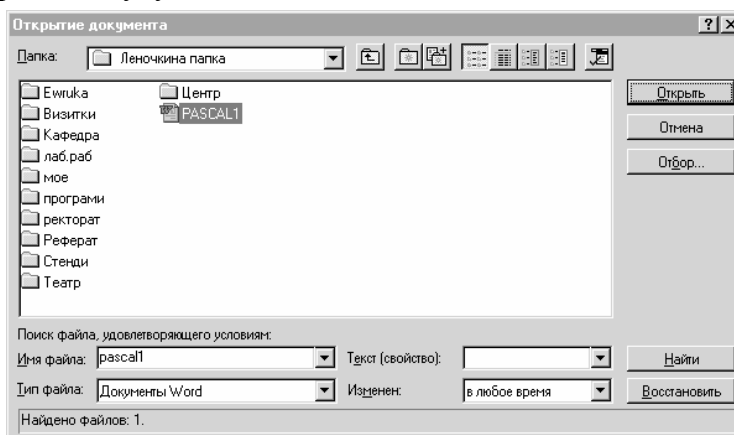 Открытие документа
Папка: Леночкина папка
Ewruka Центр Открыть
Визитки PASCAL1
Кафедра Отмена
лаб.раб
мое Отбор...
програми
ректорат
Реферат
Стенди
Театр
Поиск файла, удовлетворяющего условиям:
Имя файла: pascal1 Текст (свойство): Найти
Тип файла: Документы Word Изменен: в любое время Восстановить
Найдено файлов: 1.